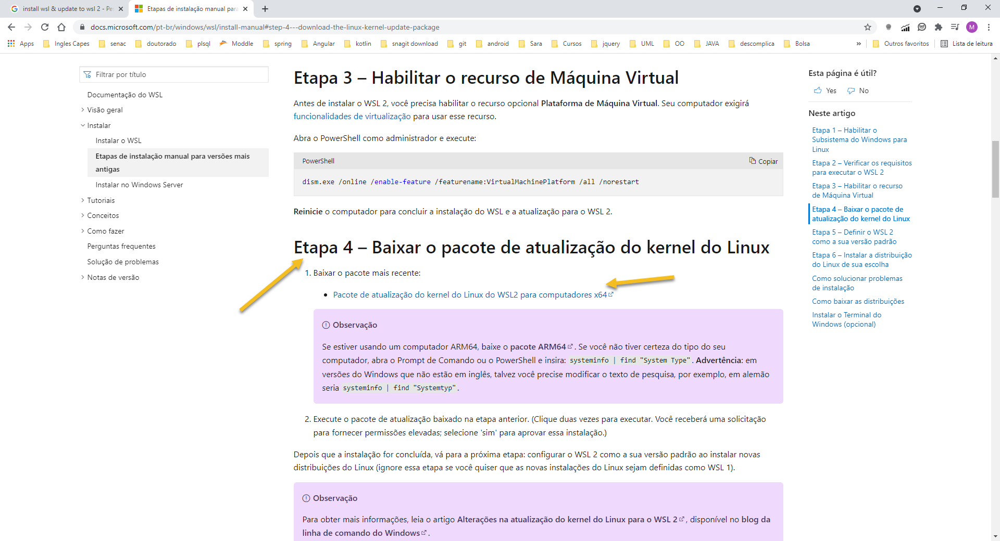 install wsl & update to wsl 2 - Pe
Etapas de instalação manual para
docs.microsoft.com/pt-br/windows/wsl/install-manual#step-4---download-the-linux-kernel-update-package
M
Apps
Ingles Capes
senac
doutorado
plsql
Moddle
spring
Angular
kotlin
snagit download
git
android
Sara
Cursos
jquery
UML
OO
JAVA
descomplica
Bolsa
»
Outros favoritos
Lista de leitura
Filtrar por título
Documentação do WSL
Visão geral
Instalar
Instalar o WSL
Etapas de instalação manual para versões mais
antigas
Instalar no Windows Server
Tutoriais
Conceitos
Como fazer
Perguntas frequentes
Solução de problemas
Notas de versão
Etapa 3 – Habilitar o recurso de Máquina Virtual
Antes de instalar o WSL 2, você precisa habilitar o recurso opcional Plataforma de Máquina Virtual. Seu computador exigirá
funcionalidades de virtualização para usar esse recurso.
Abra o PowerShell como administrador e execute:
PowerShell
Copiar
dism.exe /online /enable-feature /featurename:VirtualMachinePlatform /all /norestart
Reinicie o computador para concluir a instalação do WSL e a atualização para o WSL 2.
Etapa 4 – Baixar o pacote de atualização do kernel do Linux
1. Baixar o pacote mais recente:
• Pacote de atualização do kernel do Linux do WSL2 para computadores x64
Observação
Se estiver usando um computador ARM64, baixe o pacote ARM64. Se você não tiver certeza do tipo do seu
computador, abra o Prompt de Comando ou o PowerShell e insira: systeminfo | find "System Type". Advertência: em
versões do Windows que não estão em inglês, talvez você precise modificar o texto de pesquisa, por exemplo, em alemão
seria systeminfo | find "Systemtyp".
2. Execute o pacote de atualização baixado na etapa anterior. (Clique duas vezes para executar. Você receberá uma solicitação
para fornecer permissões elevadas; selecione 'sim' para aprovar essa instalação.)
Depois que a instalação for concluída, vá para a próxima etapa: configurar o WSL 2 como a sua versão padrão ao instalar novas
distribuições do Linux (ignore essa etapa se você quiser que as novas instalações do Linux sejam definidas como WSL 1).
Observação
Para obter mais informações, leia o artigo Alterações na atualização do kernel do Linux para o WSL 2, disponível no blog da
linha de comando do Windows.
Esta página é útil?
Yes
No
Neste artigo
Etapa 1 – Habilitar o
Subsistema do Windows para
Linux
Etapa 2 – Verificar os requisitos
para executar o WSL 2
Etapa 3 – Habilitar o recurso
de Máquina Virtual
Etapa 4 – Baixar o pacote de
atualização do kernel do Linux
Etapa 5 – Definir o WSL 2
como a sua versão padrão
Etapa 6 – Instalar a distribuição
do Linux de sua escolha
Como solucionar problemas
de instalação
Como baixar as distribuições
Instalar o Terminal do
Windows (opcional)